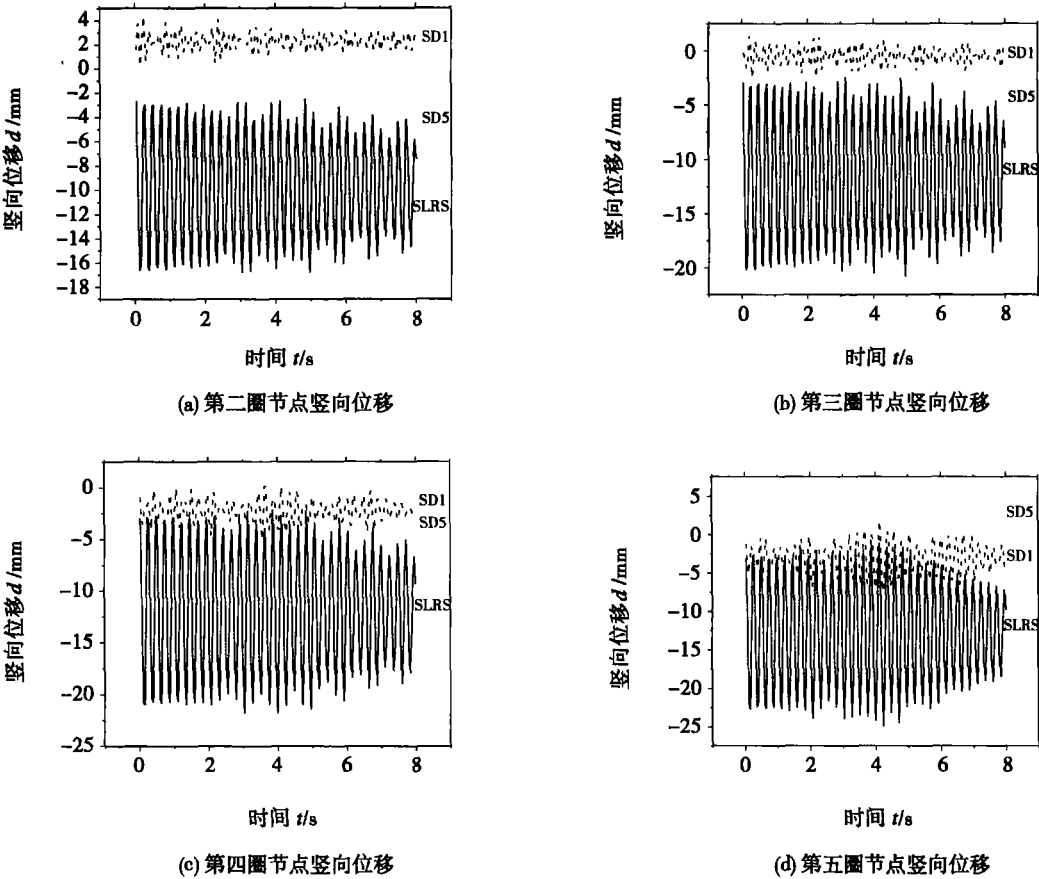 竖向位移d/mm
4
2
0
-2
-4
-6
-8
-10
-12
-14
-16
-18
SD1
SD5
SLRS
0 2 4 6 8
时间 t/s
(a) 第二圈节点竖向位移
竖向位移d/mm
0
-5
-10
-15
-20
SD1
SD5
SLRS
0 2 4 6 8
时间 t/s
(b) 第三圈节点竖向位移
竖向位移d/mm
0
-5
-10
-15
-20
-25
SD1
SD5
SLRS
0 2 4 6 8
时间 t/s
(c) 第四圈节点竖向位移
竖向位移d/mm
5
0
-5
-10
-15
-20
-25
SD5
SD1
SLRS
0 2 4 6 8
时间 t/s
(d) 第五圈节点竖向位移